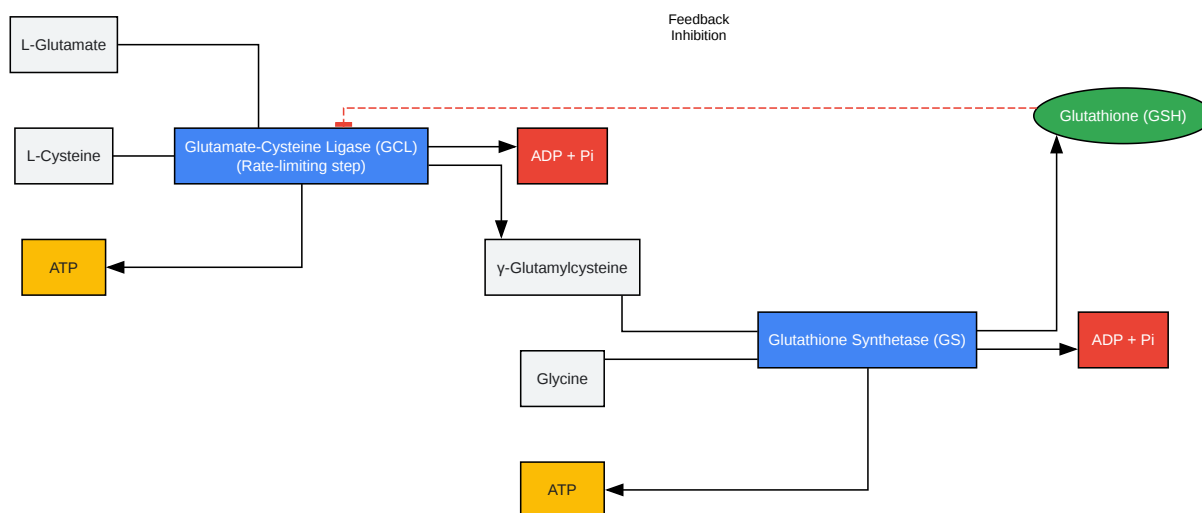 Feedback
Inhibition
L-Glutamate
Glutathione (GSH)
L-Cysteine
Glutamate-Cysteine Ligase (GCL)
(Rate-limiting step)
ADP + Pi
ATP
γ-Glutamylcysteine
Glutathione Synthetase (GS)
ADP + Pi
Glycine
ATP